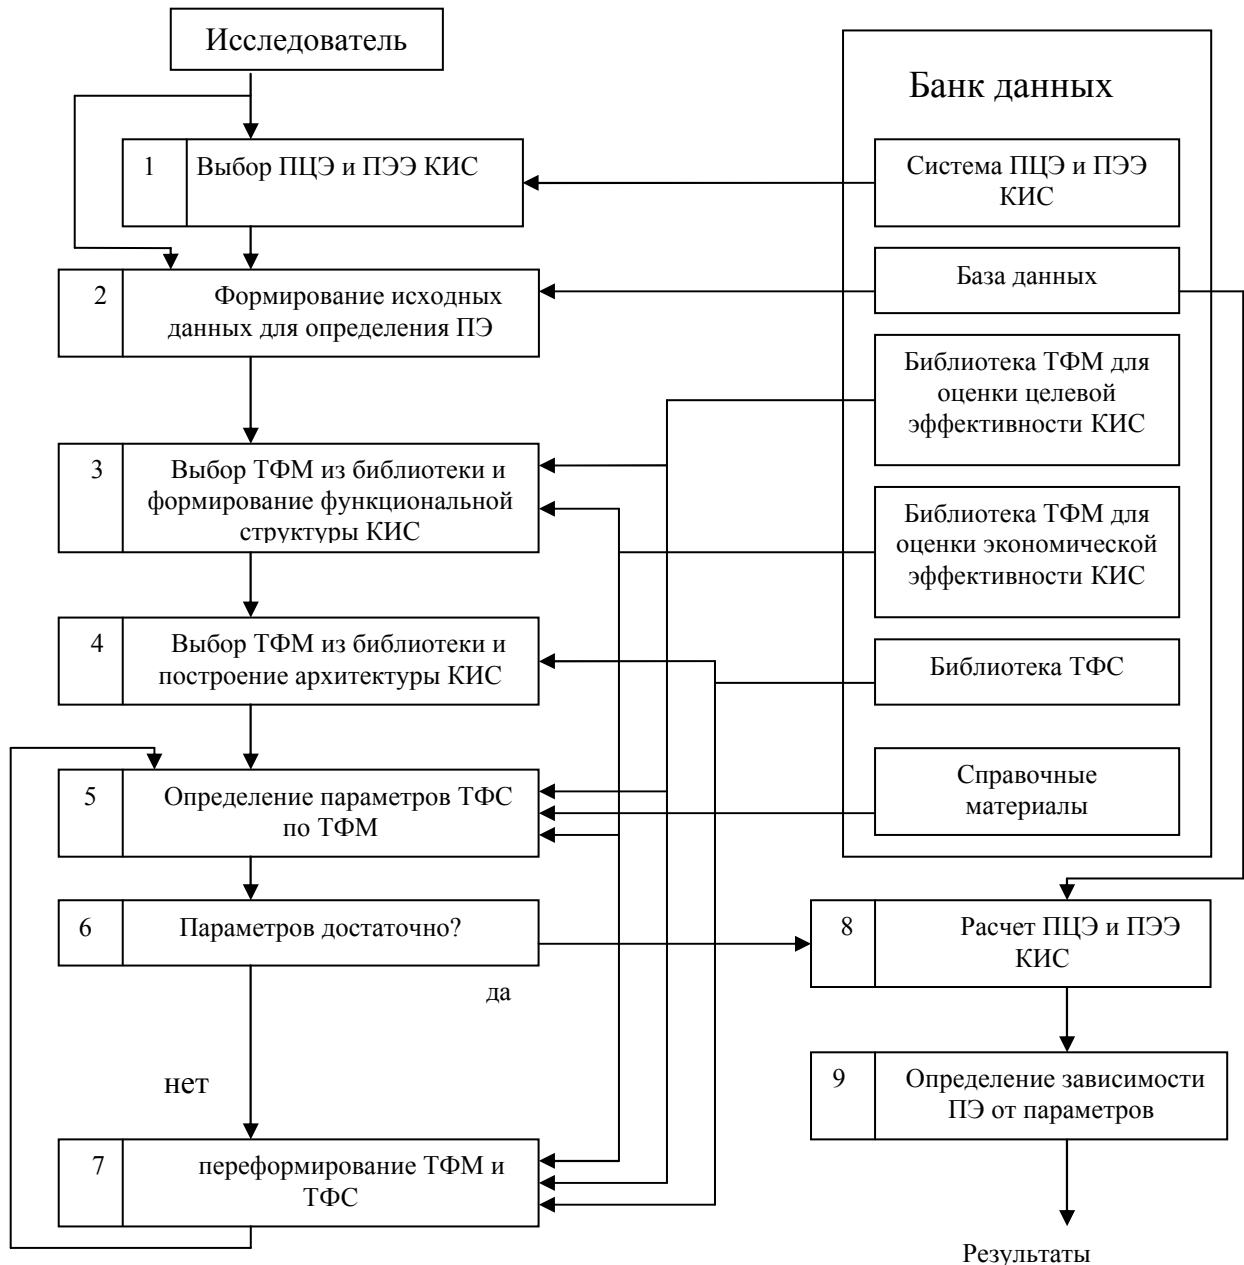 Исследователь
Банк данных
1
Выбор ПЦЭ и ПЭЭ КИС
Система ПЦЭ и ПЭЭ
КИС
2
Формирование исходных
данных для определения ПЭ
База данных
Библиотека ТФМ для
оценки целевой
эффективности КИС
3
Выбор ТФМ из библиотеки и
формирование функциональной
структуры КИС
Библиотека ТФМ для
оценки экономической
эффективности КИС
4
Выбор ТФМ из библиотеки и
построение архитектуры КИС
Библиотека ТФС
5
Определение параметров ТФС
по ТФМ
Справочные
материалы
6
Параметров достаточно?
да
8
Расчет ПЦЭ и ПЭЭ
КИС
нет
9
Определение зависимости
ПЭ от параметров
7
переформирование ТФМ и
ТФС
Результаты